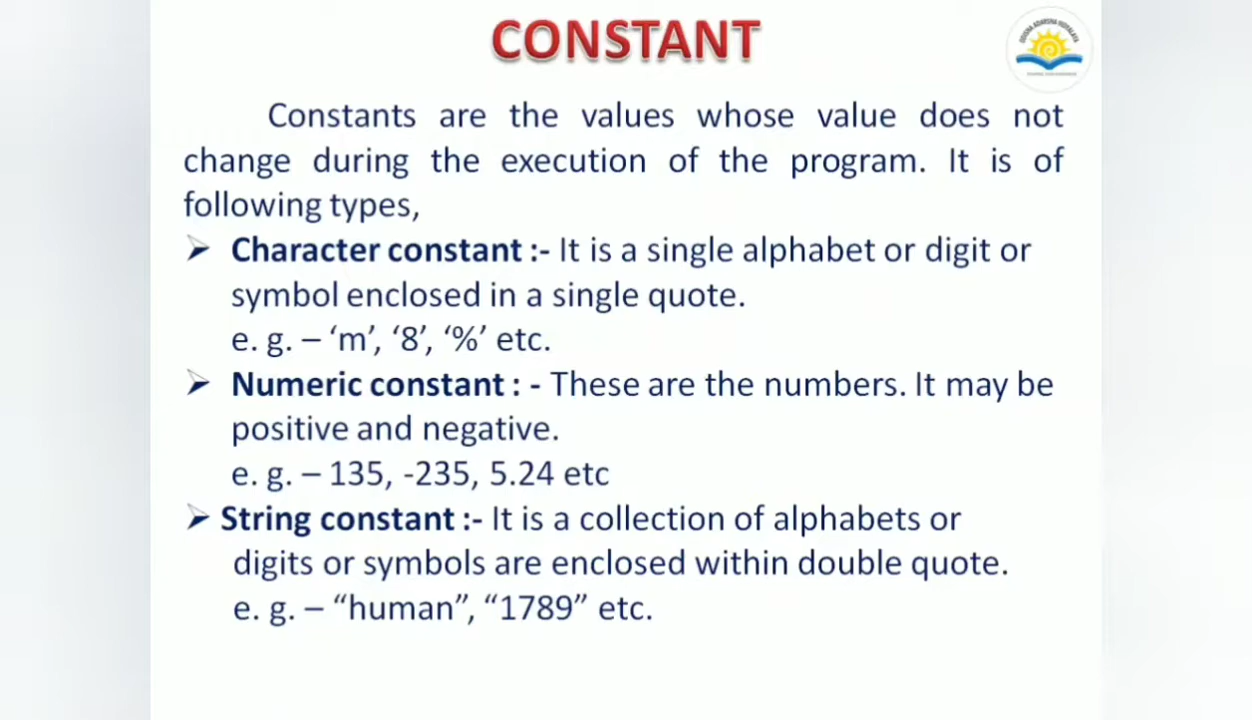 CONSTANT
ODISHA ADARSHA VIDYALAYA
Constants are the values whose value does not
change during the execution of the program. It is of
following types,
➢ Character constant :- It is a single alphabet or digit or
symbol enclosed in a single quote.
e. g. – ‘m’, ‘8’, ‘%’ etc.
➢ Numeric constant : - These are the numbers. It may be
positive and negative.
e. g. – 135, -235, 5.24 etc
➢ String constant :- It is a collection of alphabets or
digits or symbols are enclosed within double quote.
e. g. – “human”, “1789” etc.